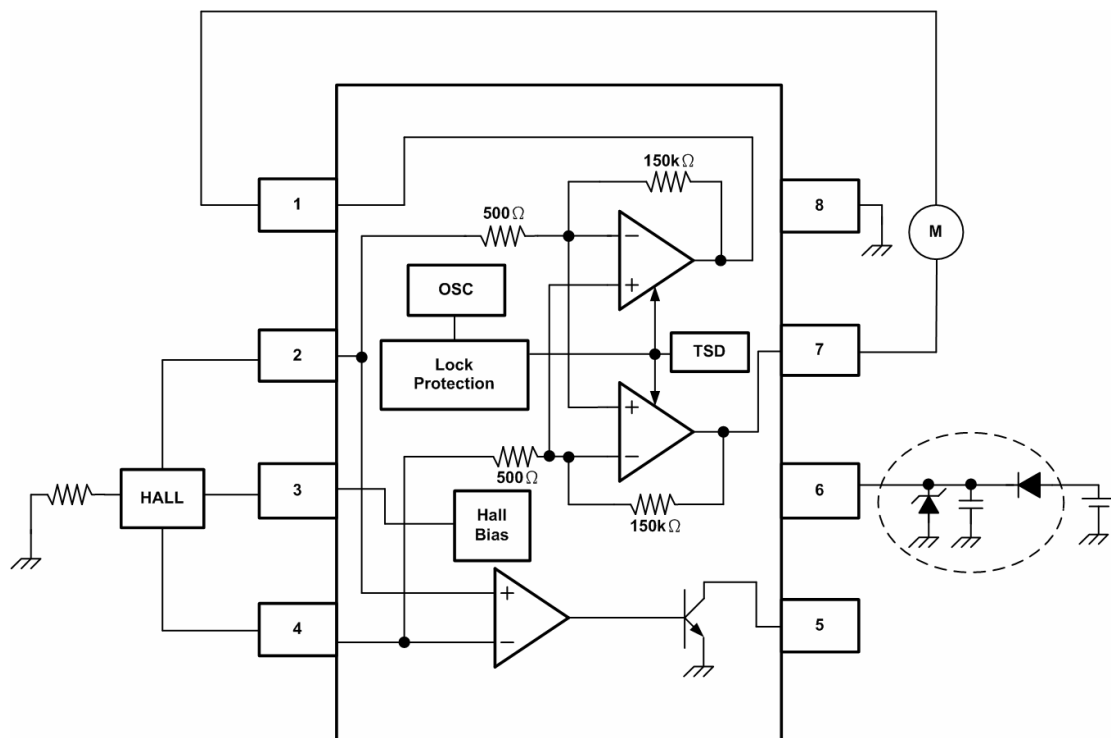 150kΩ
1
8
500Ω
−
M
OSC
+
2
Lock
Protection
TSD
7
+
−
500Ω
HALL
3
Hall
Bias
150kΩ
6
+
4
−
5